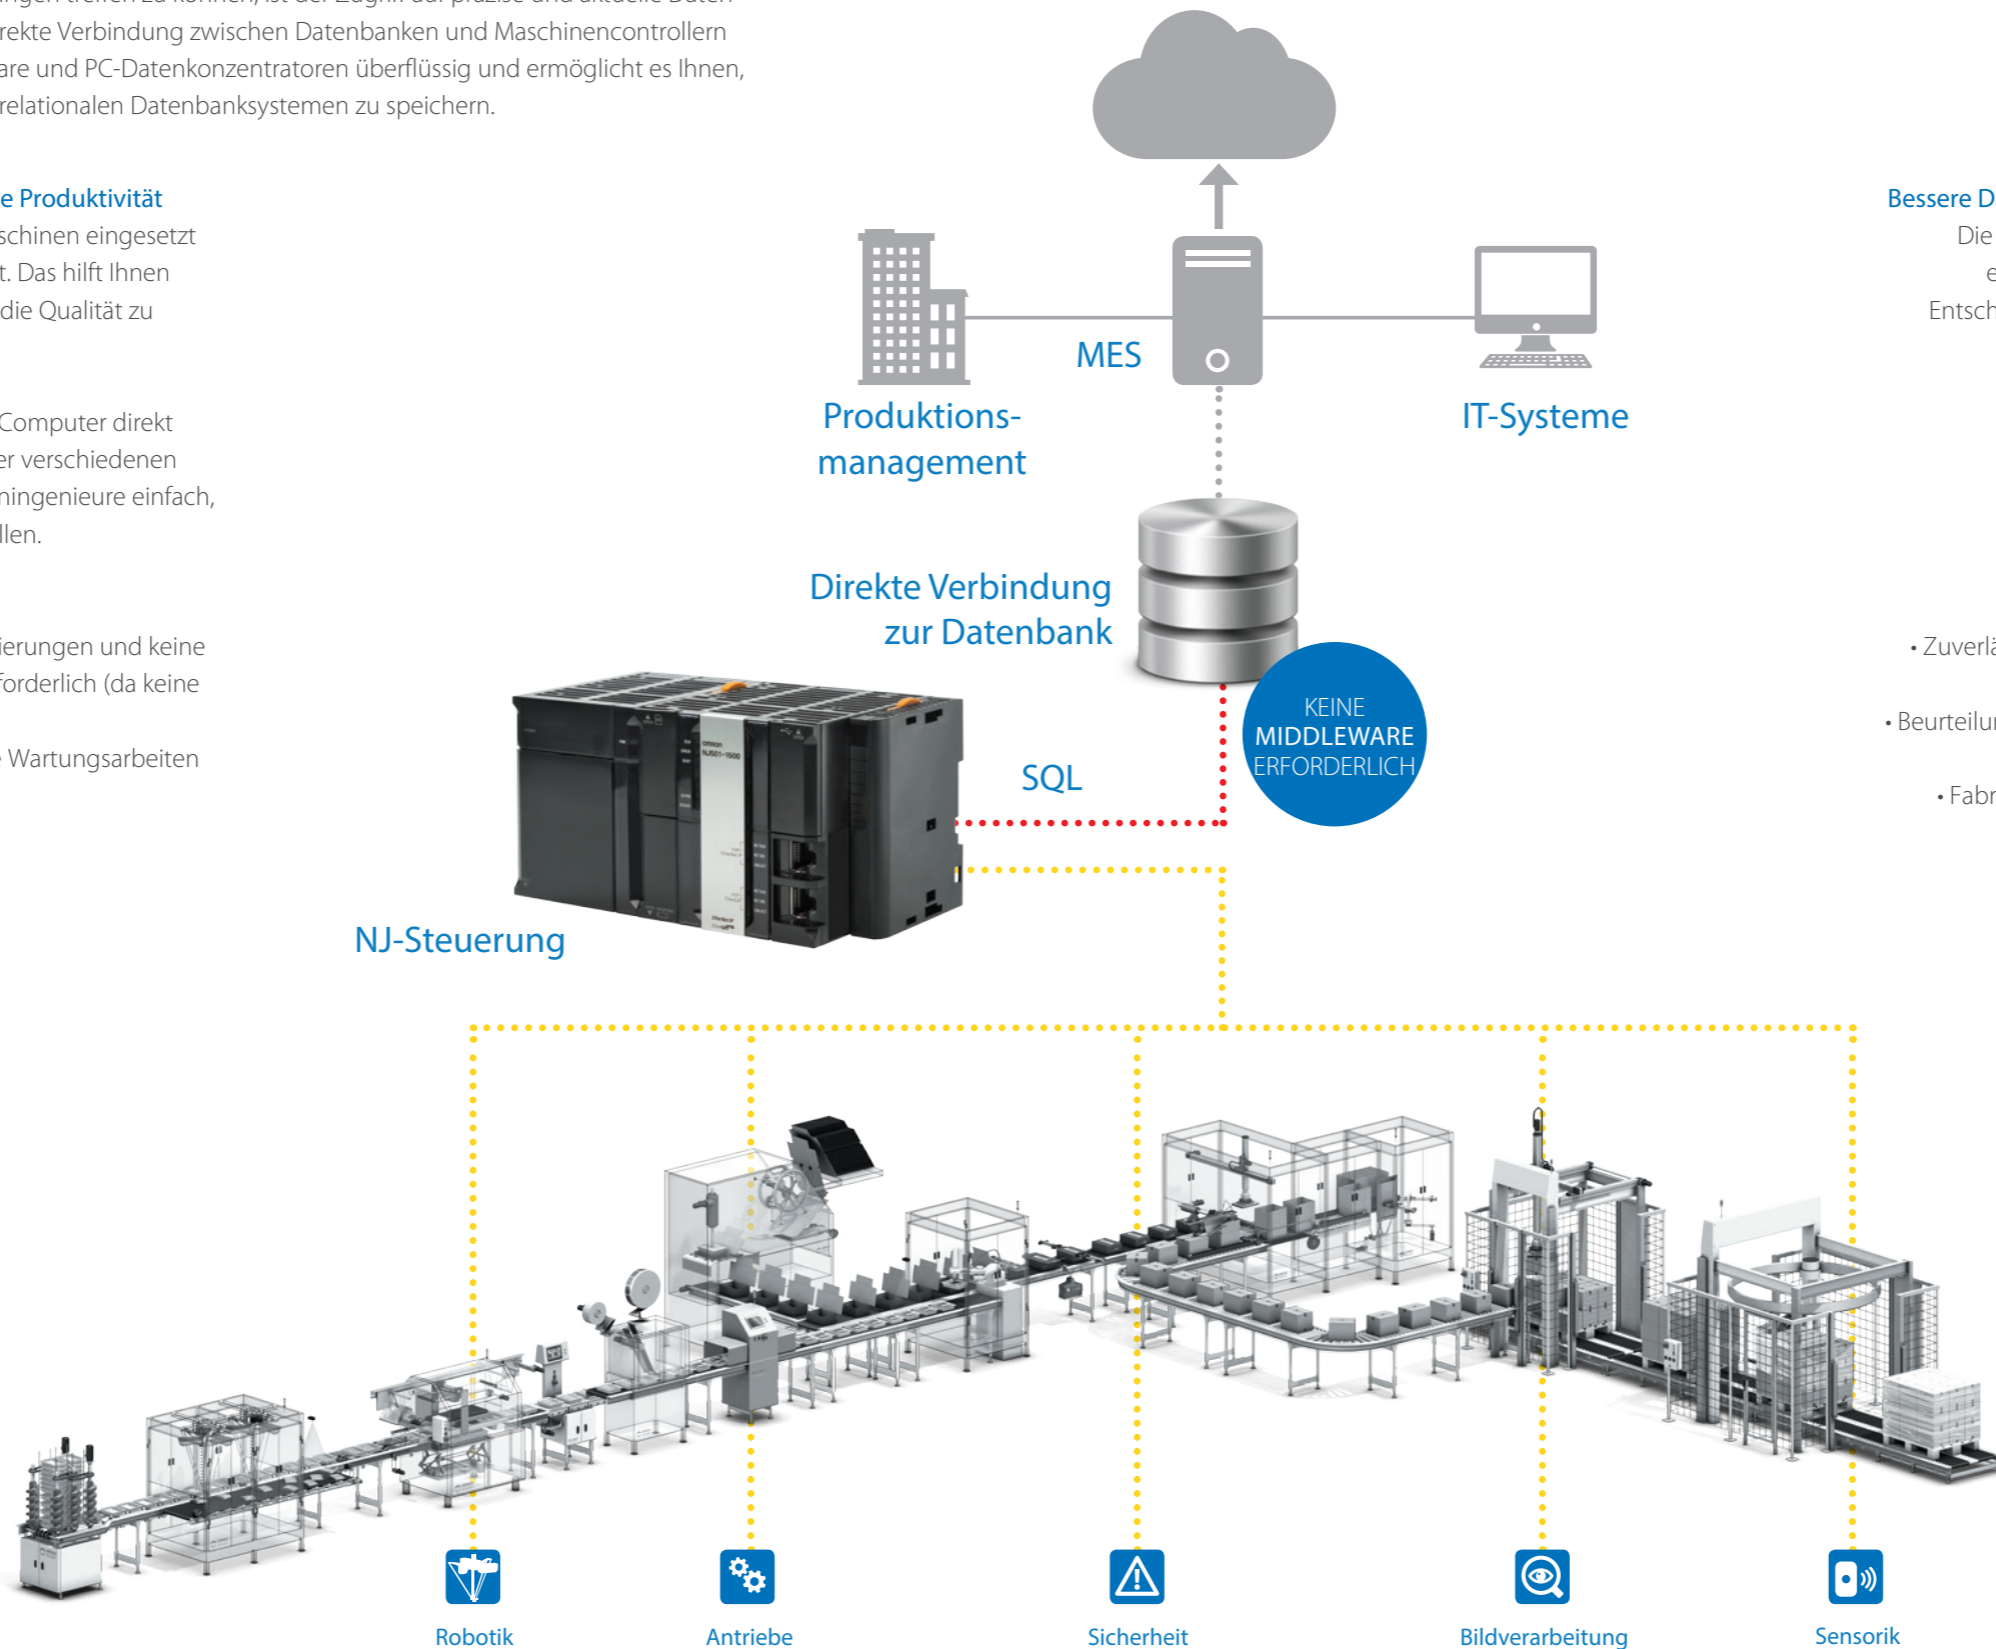 rekte Verbindung zwischen Datenbanken und Maschinencontrollern
are und PC-Datenkonzentratoren überflüssig und ermöglicht es Ihnen,
relationalen Datenbanksystemen zu speichern.
e Produktivität
schinen eingesetzt
t. Das hilft Ihnen
die Qualität zu
Computer direkt
er verschiedenen
ningenieure einfach,
llen.
ierungen und keine
forderlich (da keine
e Wartungsarbeiten
MES
Produktions-
management
IT-Systeme
Direkte Verbindung
zur Datenbank
KEINE
MIDDLEWARE
ERFORDERLICH
SQL
omron
NJ501-1500
NJ-Steuerung
Bessere D
Die
e
Entsch
• Zuverlä
• Beurteilu
• Fabr
Robotik
Antriebe
Sicherheit
Bildverarbeitung
Sensorik